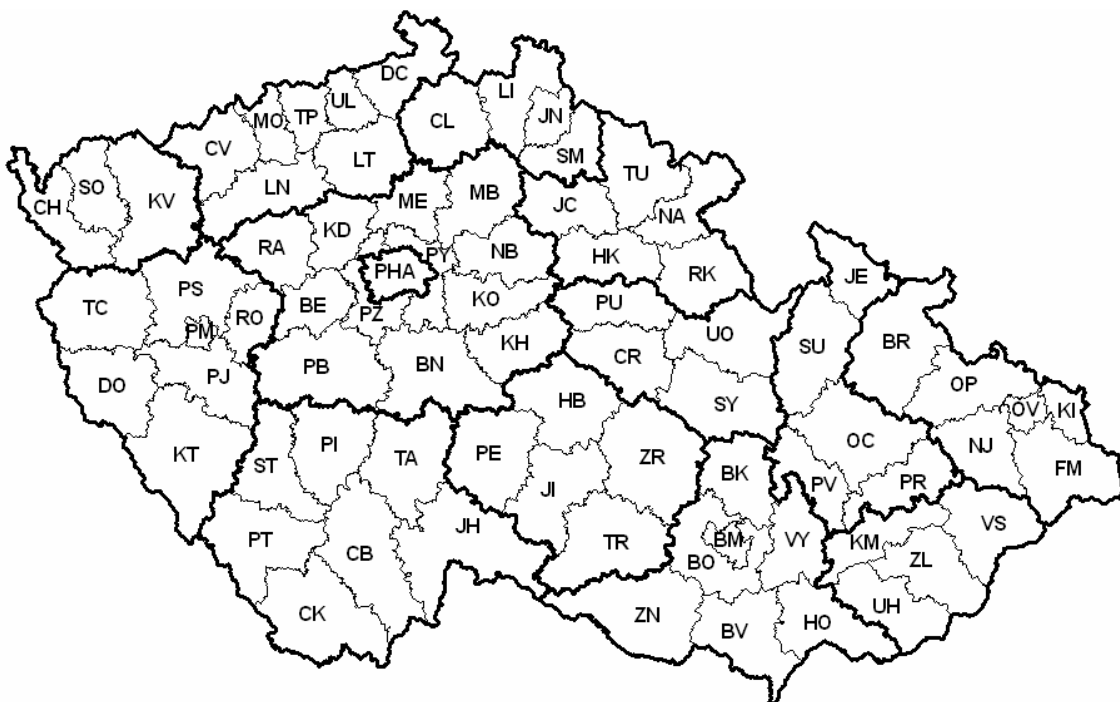 DC
LI
UL
MO
TP
JN
CL
CV
LT
SM
TU
SO
LN
ME
MB
KV
CH
JC
NA
KD
RA
PY
NB
HK
RK
PHA
JE
PS
TC
BE
KO
PU
RO
PZ
PM
UO
SU
BR
KH
CR
PB
BN
PJ
DO
OP
SY
HB
OV
KI
OC
PI
NJ
KT
ST
TA
PE
ZR
FM
BK
JI
PV
PR
VS
JH
PT
CB
TR
BM
VY
KM
BO
ZL
CK
UH
ZN
BV
HO